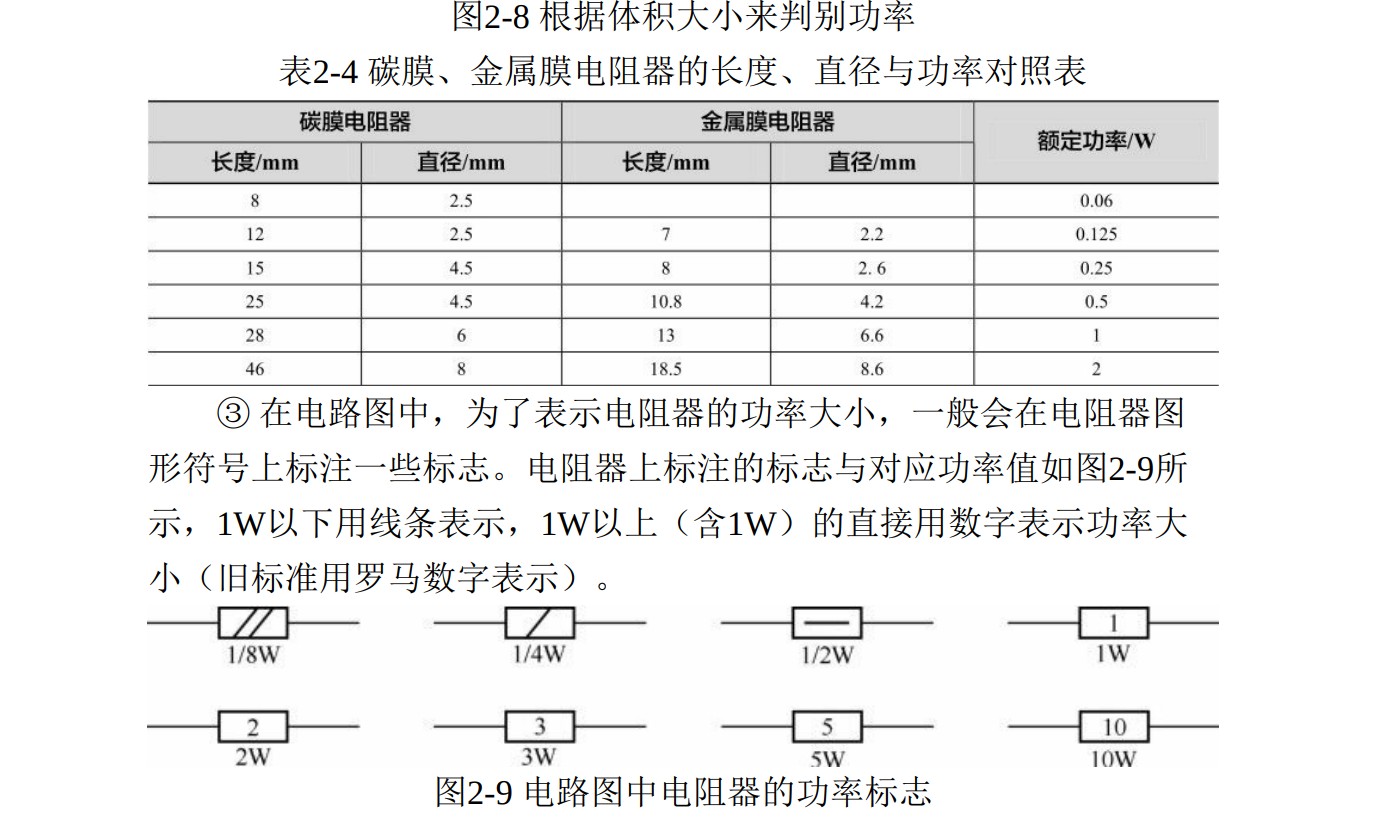 图2-8 根据体积大小来判别功率
表2-4 碳膜、金属膜电阻器的长度、直径与功率对照表
碳膜电阻器 金属膜电阻器 额定功率/W
长度/mm 直径/mm 长度/mm 直径/mm
8 2.5 0.06
12 2.5 7 2.2 0.125
15 4.5 8 2. 6 0.25
25 4.5 10.8 4.2 0.5
28 6 13 6.6 1
46 8 18.5 8.6 2
③ 在电路图中，为了表示电阻器的功率大小，一般会在电阻器图
形符号上标注一些标志。电阻器上标注的标志与对应功率值如图2-9所
示，1W以下用线条表示，1W以上（含1W）的直接用数字表示功率大
小（旧标准用罗马数字表示）。
1
1/8W 1/4W 1/2W 1W
2 3 5 10
2W 3W 5W 10W
图2-9 电路图中电阻器的功率标志